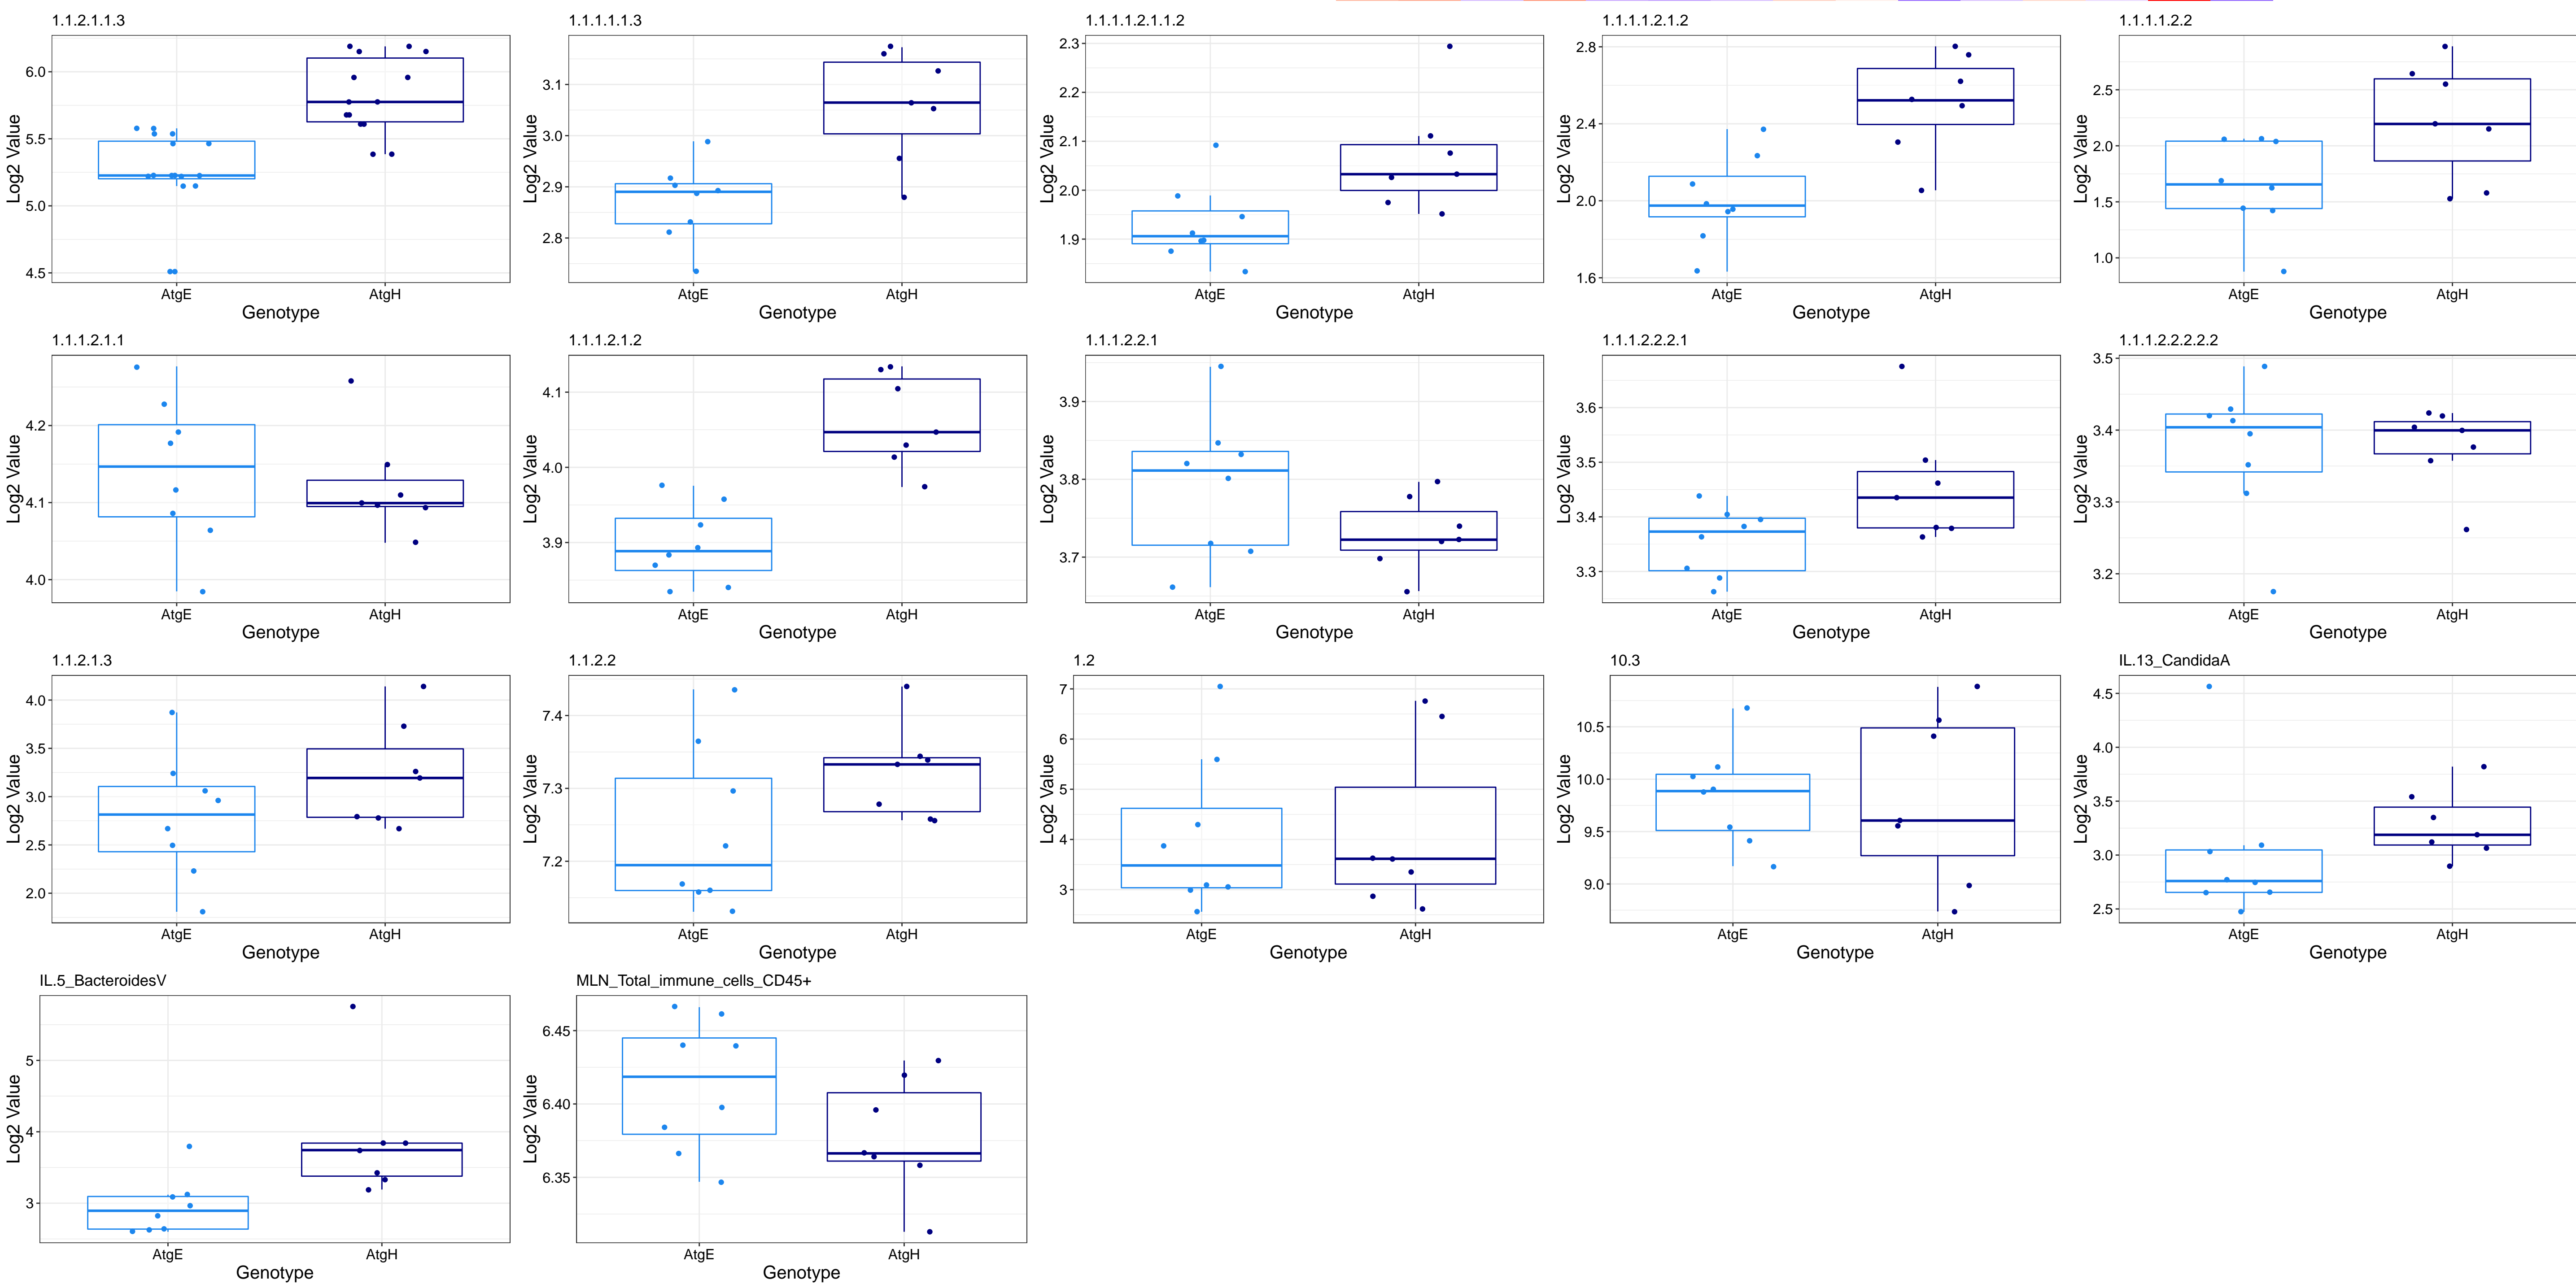 1.1.2.1.1.3
1.1.1.1.1.3
1.1.1.1.2.1.1.2
1.1.1.1.2.1.2
1.1.1.1.2.2
Log2 Value
6.0
5.5
5.0
4.5
AtgE
AtgH
Genotype
Log2 Value
3.1
3.0
2.9
2.8
AtgE
AtgH
Genotype
Log2 Value
2.3
2.2
2.1
2.0
1.9
AtgE
AtgH
Genotype
Log2 Value
2.8
2.4
2.0
1.6
AtgE
AtgH
Genotype
Log2 Value
2.5
2.0
1.5
1.0
AtgE
AtgH
Genotype
1.1.1.2.1.1
1.1.1.2.1.2
1.1.1.2.2.1
1.1.1.2.2.2.1
1.1.1.2.2.2.2.2
Log2 Value
4.2
4.1
4.0
AtgE
AtgH
Genotype
Log2 Value
4.1
4.0
3.9
AtgE
AtgH
Genotype
Log2 Value
3.9
3.8
3.7
AtgE
AtgH
Genotype
Log2 Value
3.6
3.5
3.4
3.3
AtgE
AtgH
Genotype
Log2 Value
3.5
3.4
3.3
3.2
AtgE
AtgH
Genotype
1.1.2.1.3
1.1.2.2
1.2
10.3
IL.13_CandidaA
Log2 Value
4.0
3.5
3.0
2.5
2.0
AtgE
AtgH
Genotype
Log2 Value
7.4
7.3
7.2
AtgE
AtgH
Genotype
Log2 Value
7
6
5
4
3
AtgE
AtgH
Genotype
Log2 Value
10.5
10.0
9.5
9.0
AtgE
AtgH
Genotype
Log2 Value
4.5
4.0
3.5
3.0
2.5
AtgE
AtgH
Genotype
IL.5_BacteroidesV
MLN_Total_immune_cells_CD45+
Log2 Value
5
4
3
AtgE
AtgH
Genotype
Log2 Value
6.45
6.40
6.35
AtgE
AtgH
Genotype